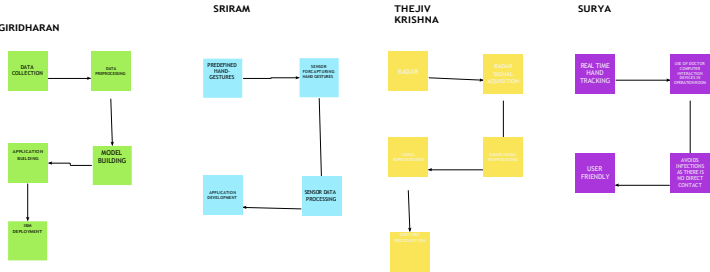 GIRIDHARAN
DATA
COLLECTION
DATA
PREPROCESSING
APPLICATION
BUILDING
MODEL
BUILDING
IBM
DEPLOYMENT
SRIRAM
PREDEFINED
HAND-
GESTURES
SENSOR
FOR CAPTURING
HAND GESTURES
APPLICATION
DEVELOPMENT
SENSOR DATA
PROCESSING
THEJIV
KRISHNA
RADAR
RADAR
SIGNAL
SURYA
REAL TIME
HAND
TRACKING
USE OF DOCTOR
COMPUTER
INTERACTION
DEVICES IN
OPERATION ROOM
USER
FRIENDLY
AVOIDS
INFECTIONS
AS THERE IS
NO DIRECT
CONTACT